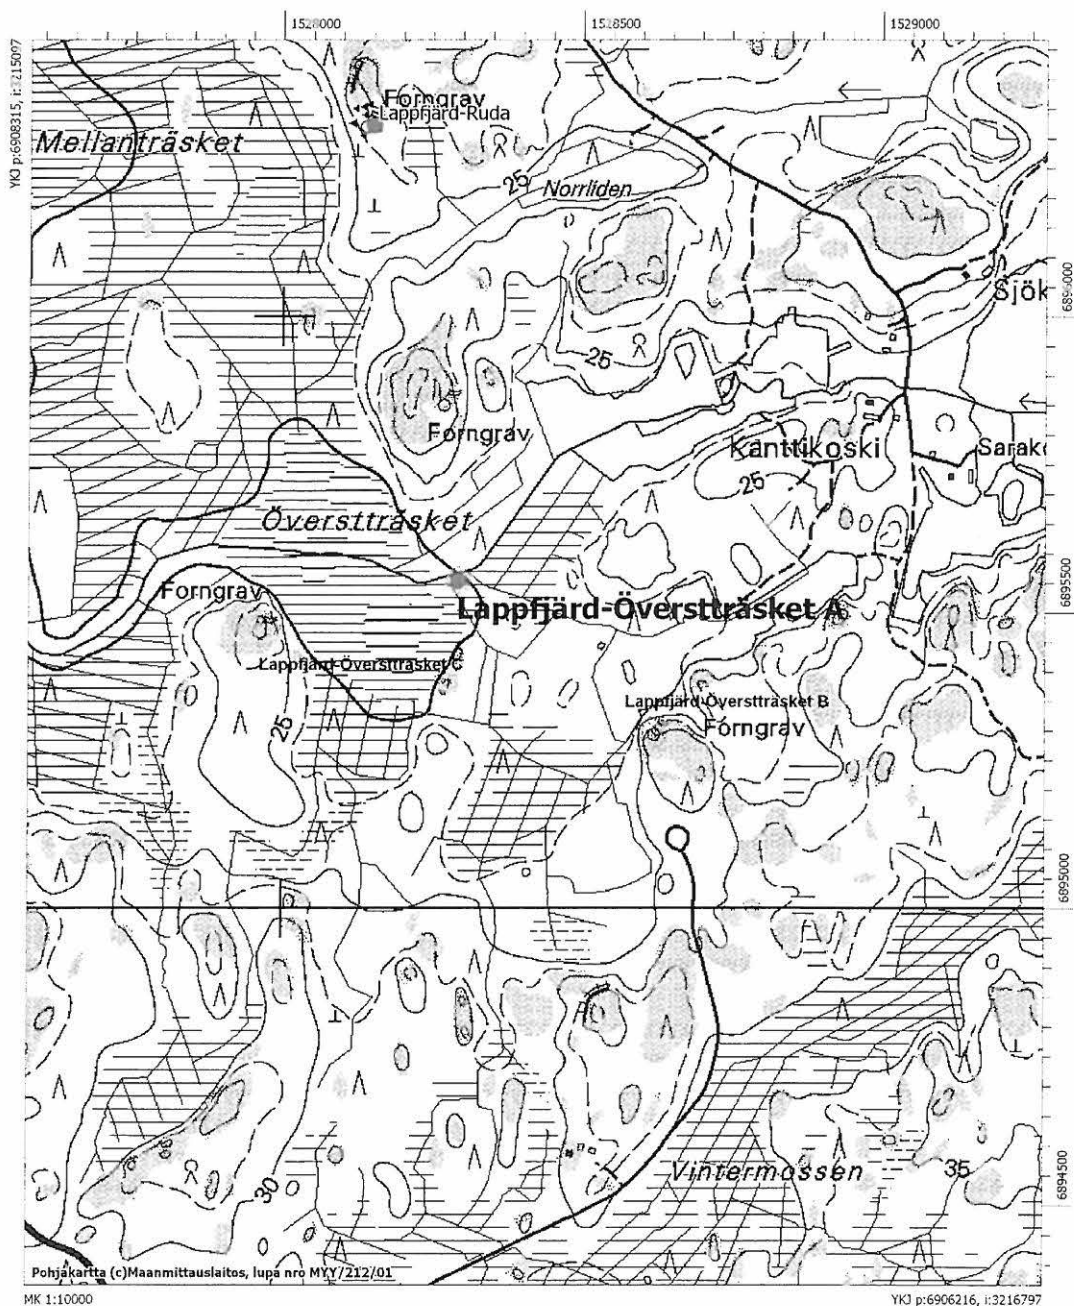 1528000
1528500
1529000
YKJ p:6908315, i:3215097
Forngrav
Lappfjärd-Ruda
Mellanträsket
25
Norrliden
Sjök
6896000
25
Forngrav
Kanttikoski
Sarako
25
Överstträsket
Forngrav
6895500
Lappfjärd-Överstträsket A
Lappfjärd-Överstträsket C
Lappfjärd-Överstträsket B
Forngrav
25
6895000
Vintermossen
35
30
6894500
Pohjakartta (c)Maanmittauslaitos, lupa nro MYY/212/01
MK 1:10000
YKJ p:6906216, i:3216797